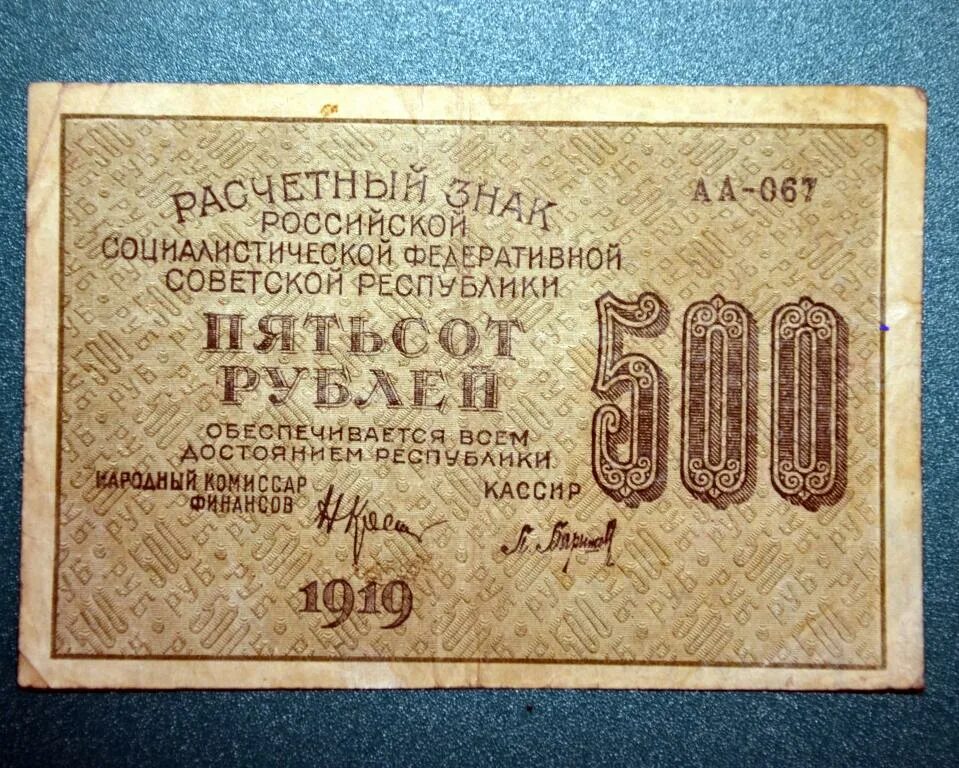 РАСЧЕТНЫЙ ЗНАК
АА-067
РОССИЙСКОЙ
СОЦИАЛИСТИЧЕСКОЙ ФЕДЕРАТИВНОЙ
СОВЕТСКОЙ РЕСПУБЛИКИ
ПЯТЬСОТ
РУБЛЕЙ
500
ОБЕСПЕЧИВАЕТСЯ ВСЕМ
ДОСТОЯНИЕМ РЕСПУБЛИКИ
НАРОДНЫЙ КОМИССАР
ФИНАНСОВ
КАССИР
1919